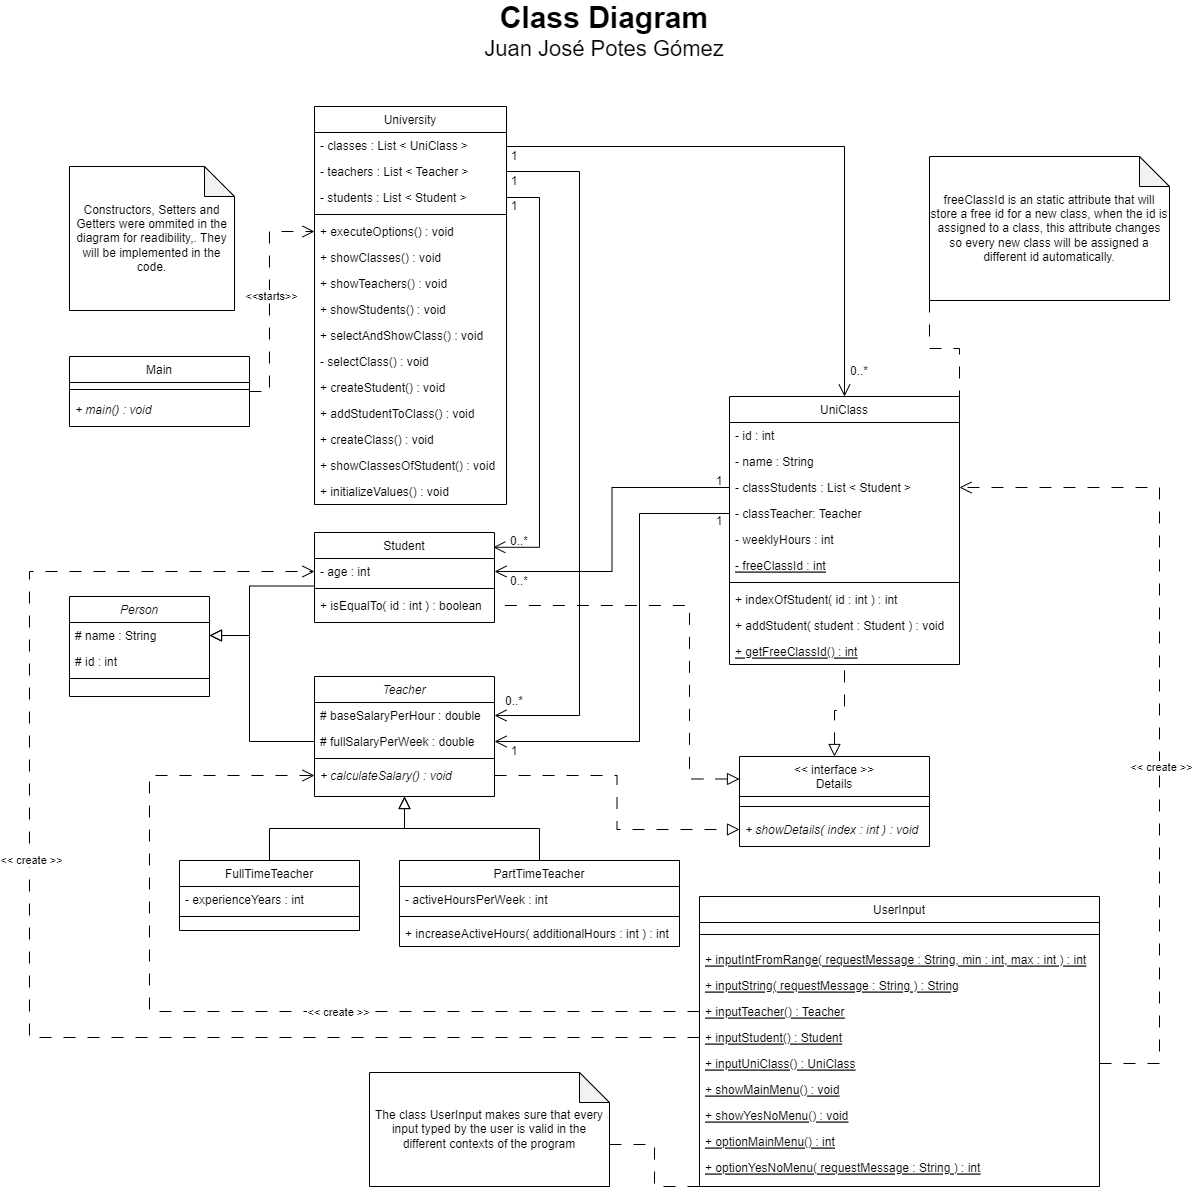 Class Diagram
Juan José Potes Gómez
University
- classes : List < UniClass >
- teachers : List < Teacher >
- students : List < Student >
+ executeOptions() : void
+ showClasses() : void
+ showTeachers() : void
+ showStudents() : void
+ selectAndShowClass() : void
- selectClass() : void
+ createStudent() : void
+ addStudentToClass() : void
+ createClass() : void
+ showClassesOfStudent() : void
+ initializeValues() : void
1
1
1
Constructors, Setters and
Getters were ommited in the
diagram for readibility,. They
will be implemented in the
code.
<<starts>>
Main
+ main() : void
freeClassId is an static attribute that will
store a free id for a new class, when the id is
assigned to a class, this attribute changes
so every new class will be assigned a
different id automatically.
0..*
UniClass
- id : int
- name : String
- classStudents : List < Student >
- classTeacher: Teacher
- weeklyHours : int
- freeClassId : int
+ indexOfStudent( id : int ) : int
+ addStudent( student : Student ) : void
+ getFreeClassId() : int
1
1
Student
- age : int
+ isEqualTo( id : int ) : boolean
0..*
0..*
Person
# name : String
# id : int
Teacher
# baseSalaryPerHour : double
# fullSalaryPerWeek : double
+ calculateSalary() : void
0..*
1
<< interface >>
Details
+ showDetails( index : int ) : void
<< create >>
<< create >>
FullTimeTeacher
- experienceYears : int
PartTimeTeacher
- activeHoursPerWeek : int
+ increaseActiveHours( additionalHours : int ) : int
UserInput
+ inputIntFromRange( requestMessage : String, min : int, max : int ) : int
+ inputString( requestMessage : String ) : String
+ inputTeacher() : Teacher
+ inputStudent() : Student
+ inputUniClass() : UniClass
+ showMainMenu() : void
+ showYesNoMenu() : void
+ optionMainMenu() : int
+ optionYesNoMenu( requestMessage : String ) : int
<< create >>
The class UserInput makes sure that every
input typed by the user is valid in the
different contexts of the program